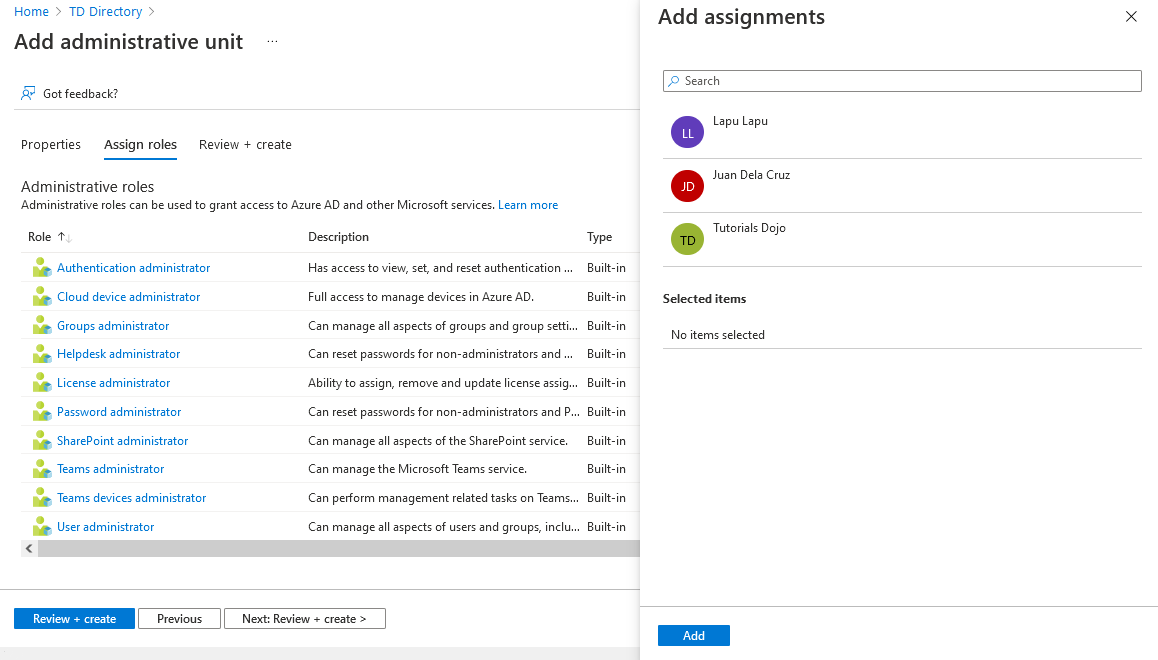 Home > TD Directory >
Add administrative unit ...
Got feedback?
Properties Assign roles Review + create
Administrative roles
Administrative roles can be used to grant access to Azure AD and other Microsoft services. Learn more
Role ↑↓ Description Type
Authentication administrator Has access to view, set, and reset authentication ... Built-in
Cloud device administrator Full access to manage devices in Azure AD. Built-in
Groups administrator Can manage all aspects of groups and group setti... Built-in
Helpdesk administrator Can reset passwords for non-administrators and ... Built-in
License administrator Ability to assign, remove and update license assig... Built-in
Password administrator Can reset passwords for non-administrators and P... Built-in
SharePoint administrator Can manage all aspects of the SharePoint service. Built-in
Teams administrator Can manage the Microsoft Teams service. Built-in
Teams devices administrator Can perform management related tasks on Teams... Built-in
User administrator Can manage all aspects of users and groups, inclu... Built-in
Review + create Previous Next: Review + create >
Add assignments
Search
LL Lapu Lapu
JD Juan Dela Cruz
TD Tutorials Dojo
Selected items
No items selected
Add